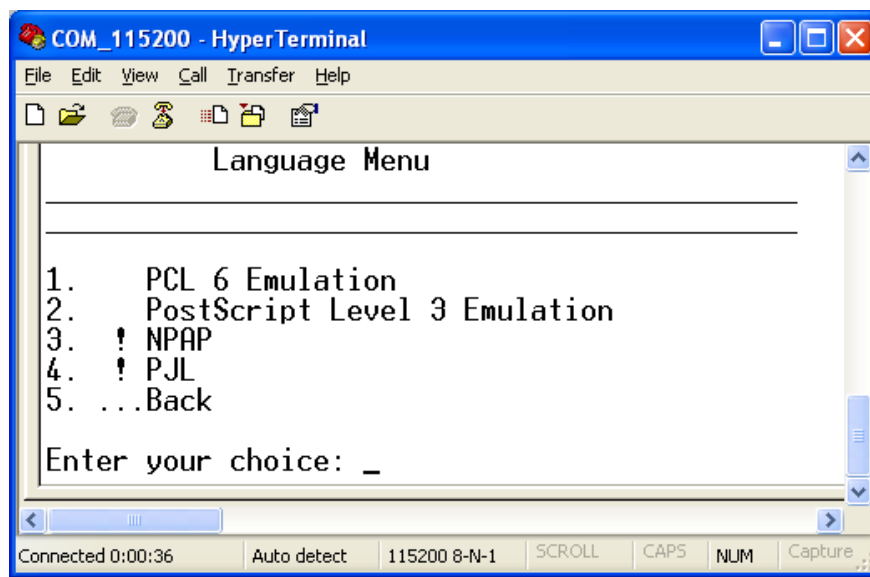 COM_115200 - HyperTerminal
File Edit View Call Transfer Help
Language Menu
1. PCL 6 Emulation
2. PostScript Level 3 Emulation
3. ! NPAP
4. ! PJL
5. ...Back
Enter your choice: _
Connected 0:00:36 Auto detect 115200 8-N-1 SCROLL CAPS NUM Capture